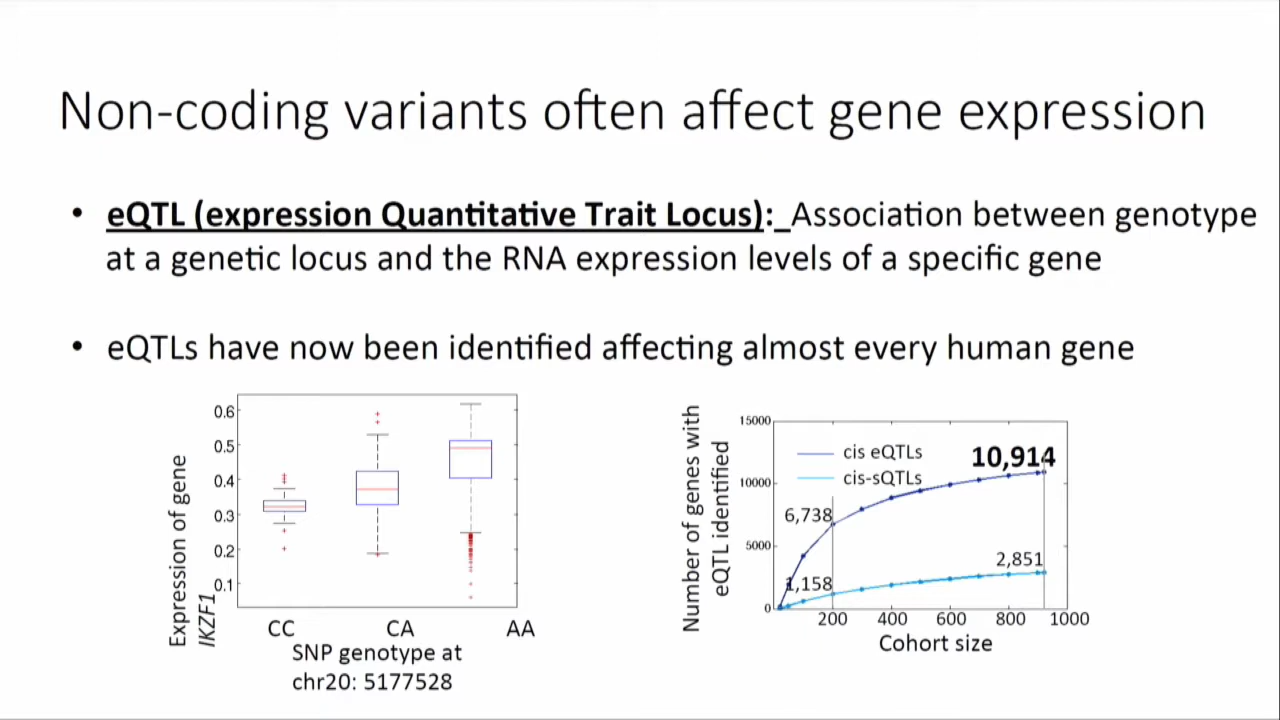 Non-coding variants often affect gene expression
• eQTL (expression Quantitative Trait Locus): Association between genotype
at a genetic locus and the RNA expression levels of a specific gene
• eQTLs have now been identified affecting almost every human gene
Expression of gene
IKZF1
0.6
0.5
0.4
0.3
0.2
0.1
CC CA AA
SNP genotype at
chr20: 5177528
Number of genes with
eQTL identified
15000
10000
5000
0
cis eQTLs
cis-sQTLs
10,914
6,738
2,851
1,158
200 400 600 800 1000
Cohort size